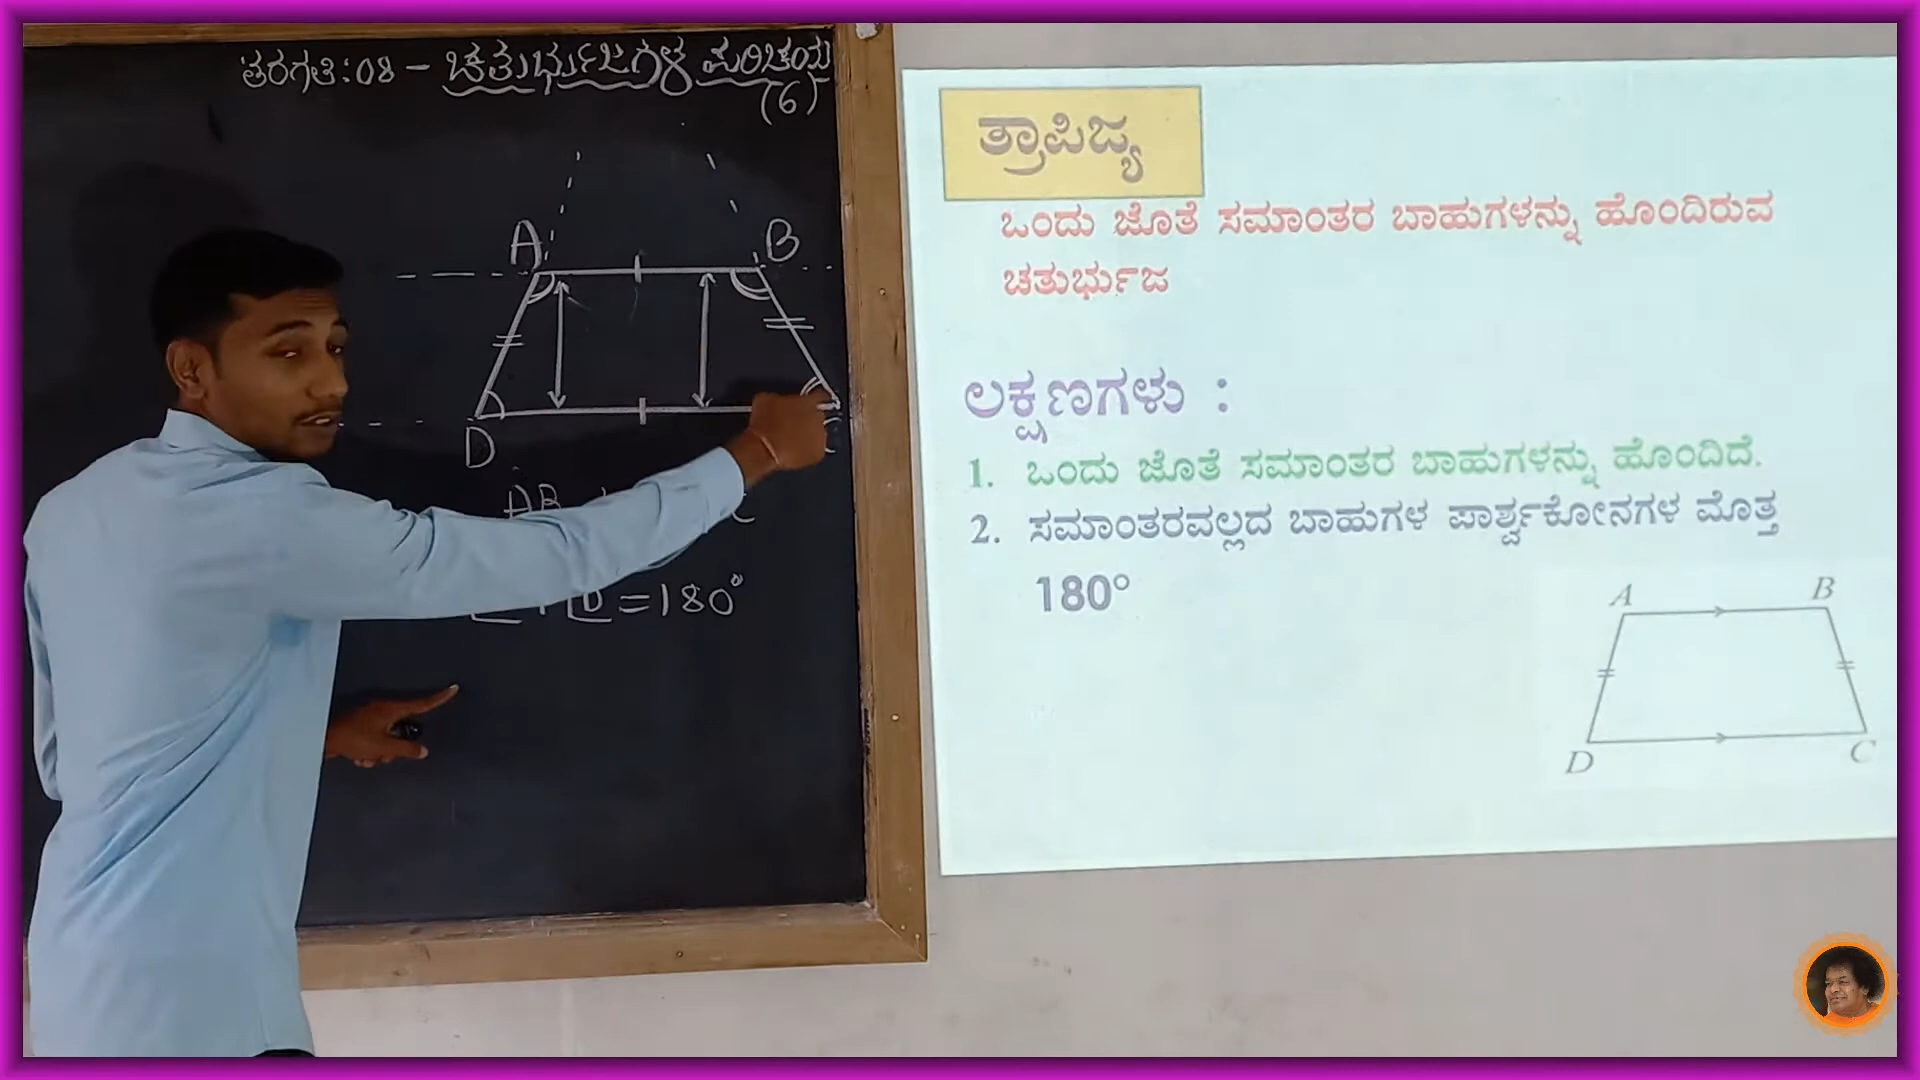 ತರಗತಿ:08 - ಚತುರ್ಭುಜಗಳ ಪರಿಚಯ
(6)
A B
D C
AB
D = 180°
ತ್ರಾಪಿಜ್ಯ
ಒಂದು ಜೊತೆ ಸಮಾಂತರ ಬಾಹುಗಳನ್ನು ಹೊಂದಿರುವ
ಚತುರ್ಭುಜ
ಲಕ್ಷಣಗಳು :
1. ಒಂದು ಜೊತೆ ಸಮಾಂತರ ಬಾಹುಗಳನ್ನು ಹೊಂದಿದೆ.
2. ಸಮಾಂತರವಲ್ಲದ ಬಾಹುಗಳ ಪಾರ್ಶ್ವಕೋನಗಳ ಮೊತ್ತ
180°
A B
D C